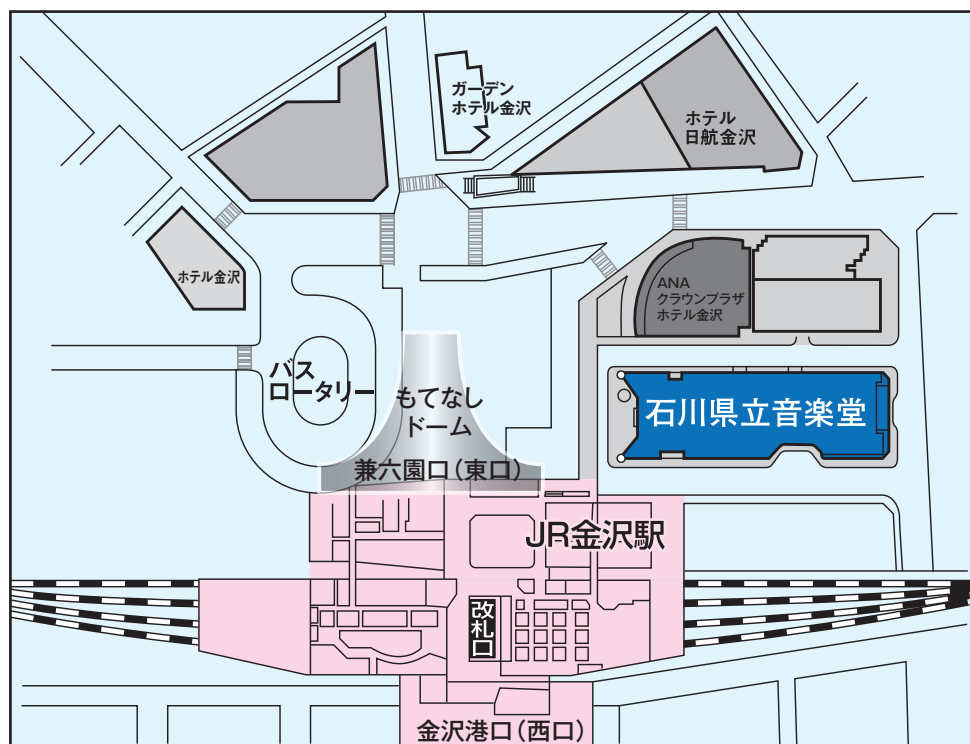 ガーデン
ホテル金沢
ホテル
日航金沢
ホテル金沢
ANA
クラウンプラザ
ホテル金沢
バス
ロータリー
もてなし
ドーム
石川県立音楽堂
兼六園口（東口）
JR金沢駅
改札口
金沢港口（西口）